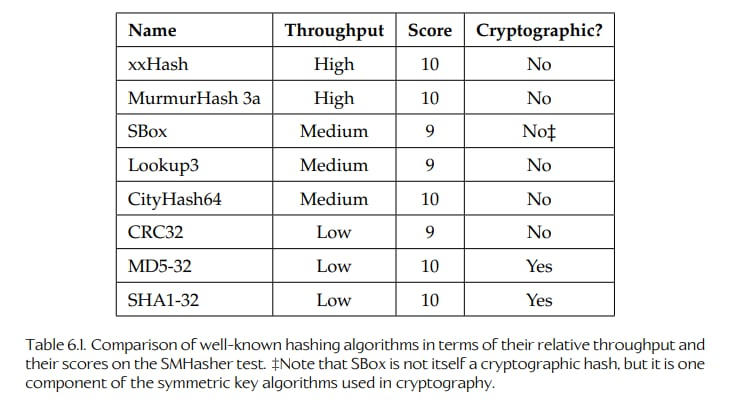 Name Throughput Score Cryptographic?
xxHash High 10 No
MurmurHash 3a High 10 No
SBox Medium 9 No‡
Lookup3 Medium 9 No
CityHash64 Medium 10 No
CRC32 Low 9 No
MD5-32 Low 10 Yes
SHA1-32 Low 10 Yes
Table 6.1. Comparison of well-known hashing algorithms in terms of their relative throughput and
their scores on the SMHasher test. ‡Note that SBox is not itself a cryptographic hash, but it is one
component of the symmetric key algorithms used in cryptography.